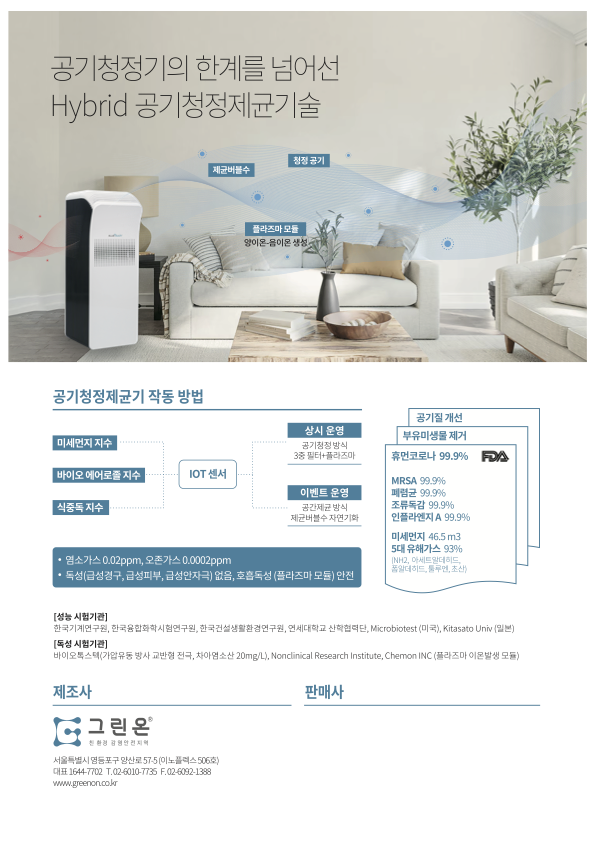 공기청정기의 한계를 넘어선
Hybrid 공기청정제균기술
청정 공기
제균버블수
플라즈마 모듈
양이온-음이온 생성
공기청정제균기 작동 방법
미세먼지 지수
바이오 에어로졸 지수
식중독 지수
IOT 센서
상시 운영
공기청정 방식
3중 필터+플라즈마
이벤트 운영
공간제균 방식
제균버블수 자연기화
공기질 개선
부유미생물 제거
휴먼코로나 99.9% FDA
MRSA 99.9%
폐렴균 99.9%
조류독감 99.9%
인플라엔지 A 99.9%
미세먼지 46.5 m3
5대 유해가스 93%
(NH2, 아세트알데히드,
폼알데히드, 톨루엔, 초산)
• 염소가스 0.02ppm, 오존가스 0.0002ppm
• 독성(급성경구, 급성피부, 급성안자극) 없음, 호흡독성 (플라즈마 모듈) 안전
[성능 시험기관]
한국기계연구원, 한국융합화학시험연구원, 한국건설생활환경연구원, 연세대학교 산학협력단, Microbiotest (미국), Kitasato Univ (일본)
[독성 시험기관]
바이오톡스텍(가압유동 방사 교반형 전극, 차아염소산 20mg/L), Nonclinical Research Institute, Chemon INC (플라즈마 이온발생 모듈)
제조사
판매사
그린온®
친환경 감염안전지역
서울특별시 영등포구 양산로 57-5 (이노플렉스 506호)
대표 1644-7702 T. 02-6010-7735 F. 02-6092-1388
www.greenon.co.kr